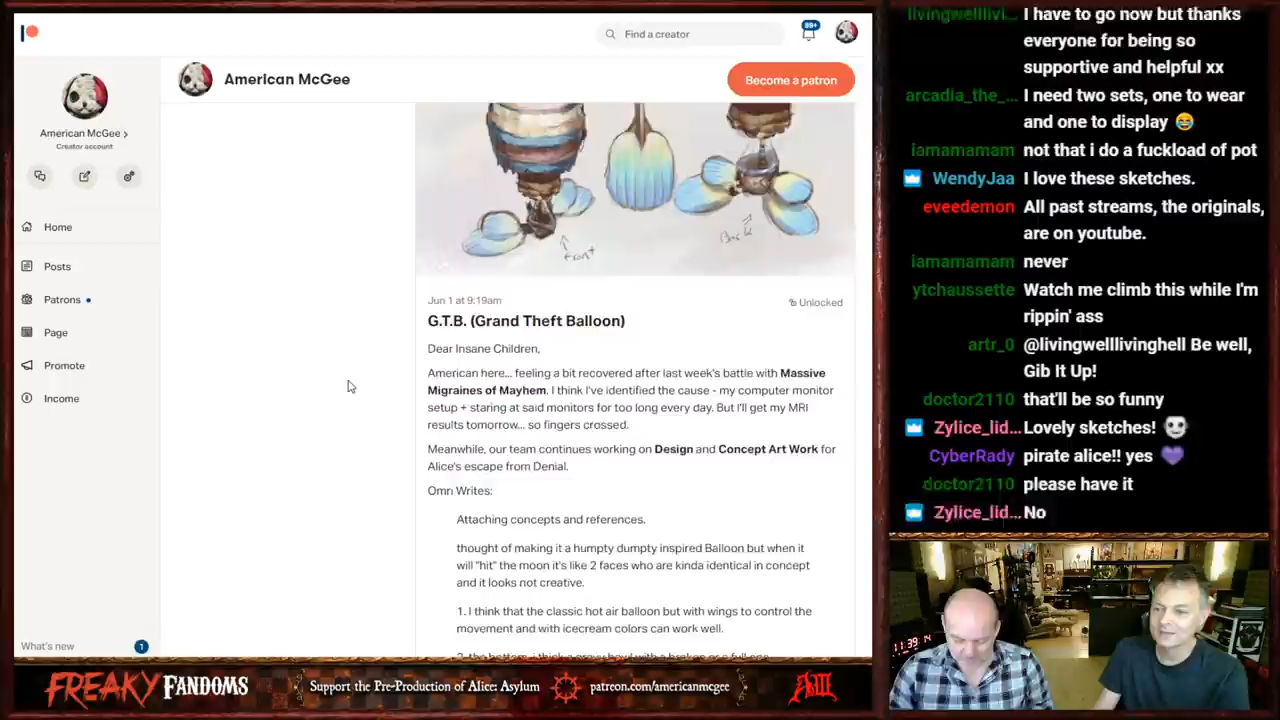 Find a creator
99+
American McGee
Become a patron
American McGee
Creator account
Home
Posts
Patrons
Page
Promote
Income
What's new
1
Front
Back
Jun 1 at 9:19am
Unlocked
G.T.B. (Grand Theft Balloon)
Dear Insane Children,
American here... feeling a bit recovered after last week's battle with Massive
Migraines of Mayhem. I think I've identified the cause - my computer monitor
setup + staring at said monitors for too long every day. But I'll get my MRI
results tomorrow... so fingers crossed.
Meanwhile, our team continues working on Design and Concept Art Work for
Alice's escape from Denial.
Omri Writes:
Attaching concepts and references.
thought of making it a humpty dumpty inspired Balloon but when it
will "hit" the moon it's like 2 faces who are kinda identical in concept
and it looks not creative.
1. I think that the classic hot air balloon but with wings to control the
movement and with icecream colors can work well.
livingwelllivi... I have to go now but thanks
everyone for being so
supportive and helpful xx
arcadia_the_... I need two sets, one to wear
and one to display 😂
iamamamam not that i do a fuckload of pot
WendyJaa I love these sketches.
eveedemon All past streams, the originals,
are on youtube.
iamamamam never
ytchaussette Watch me climb this while I'm
rippin' ass
artr_0 @livingwelllivinghell Be well,
Gib It Up!
doctor2110 that'll be so funny
Zylice_lid... Lovely sketches!
CyberRady pirate alice!! yes 💜
doctor2110 please have it
Zylice_lid... No
11:39:14
FREAKY FANDOMS
Support the Pre-Production of Alice: Asylum
patreon.com/americanmcgee